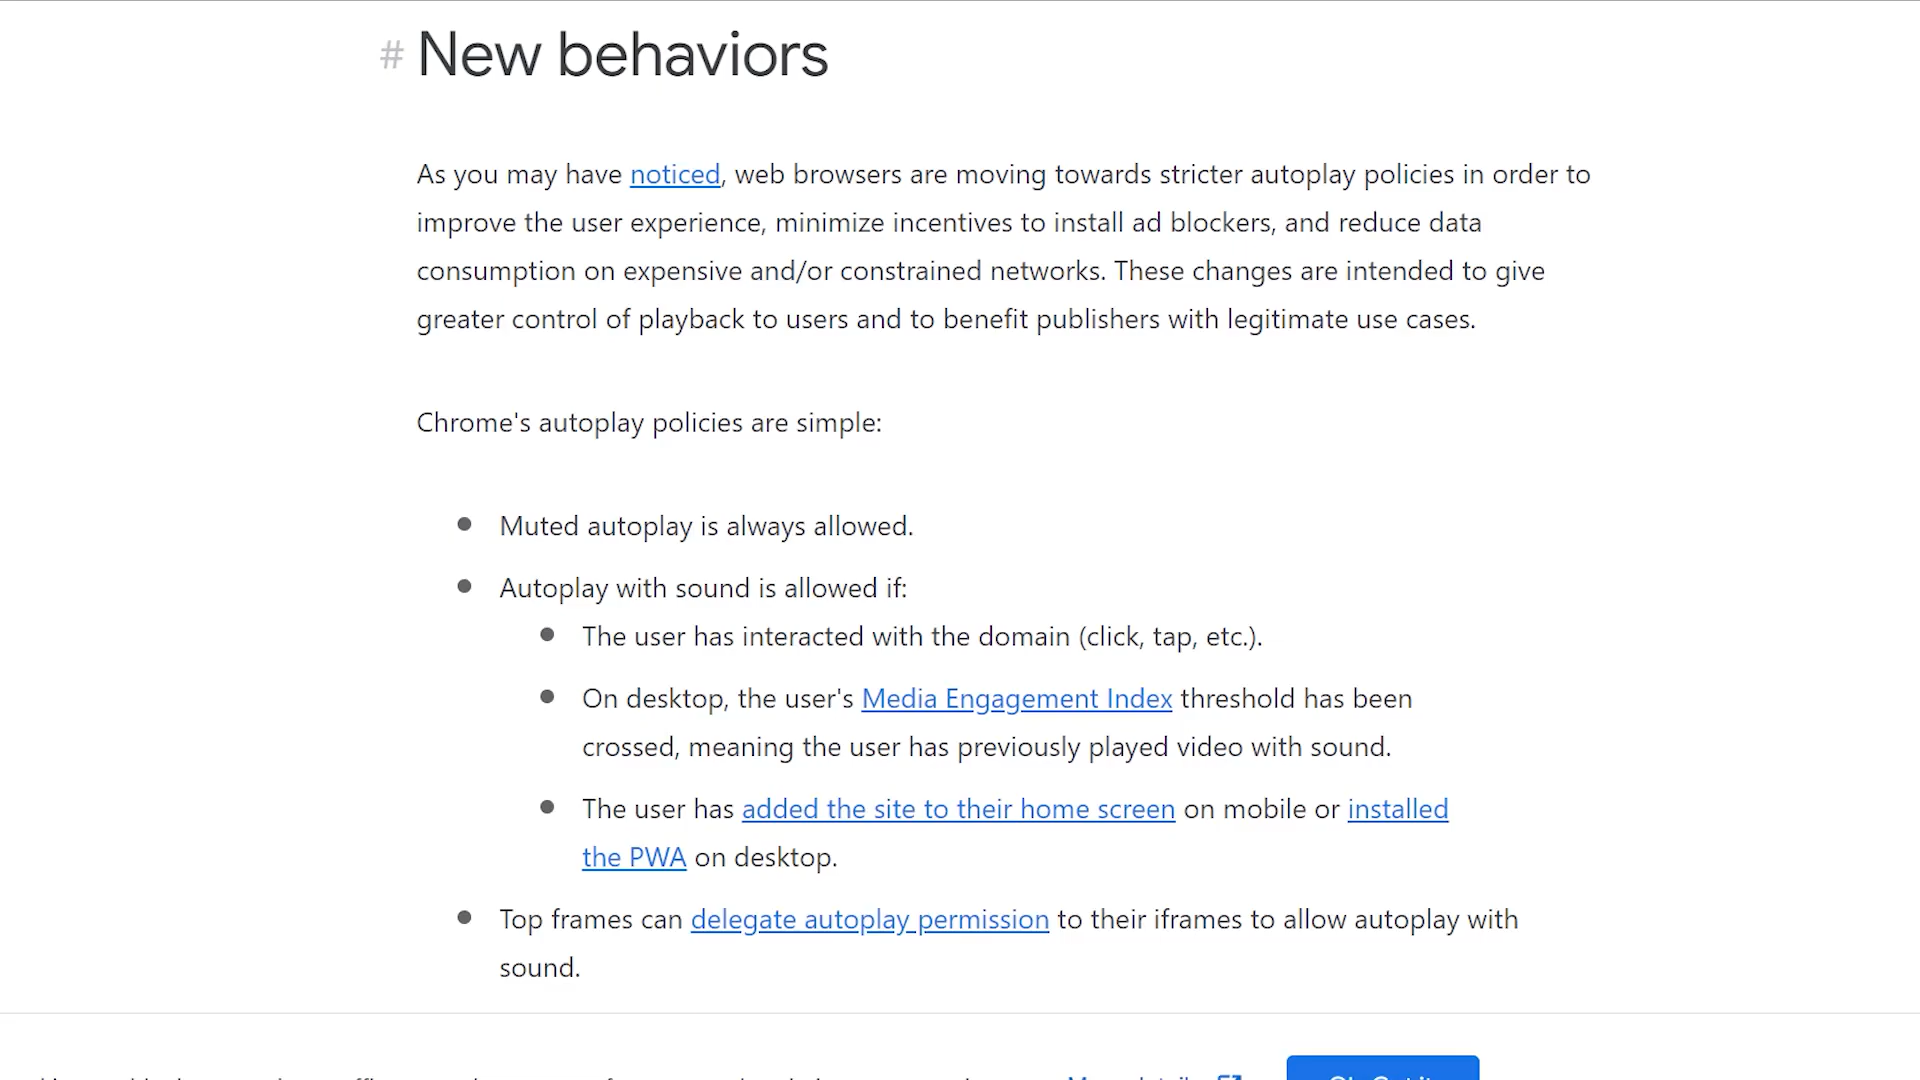 # New behaviors
As you may have noticed, web browsers are moving towards stricter autoplay policies in order to
improve the user experience, minimize incentives to install ad blockers, and reduce data
consumption on expensive and/or constrained networks. These changes are intended to give
greater control of playback to users and to benefit publishers with legitimate use cases.
Chrome's autoplay policies are simple:
Muted autoplay is always allowed.
Autoplay with sound is allowed if:
The user has interacted with the domain (click, tap, etc.).
On desktop, the user's Media Engagement Index threshold has been
crossed, meaning the user has previously played video with sound.
The user has added the site to their home screen on mobile or installed
the PWA on desktop.
Top frames can delegate autoplay permission to their iframes to allow autoplay with
sound.